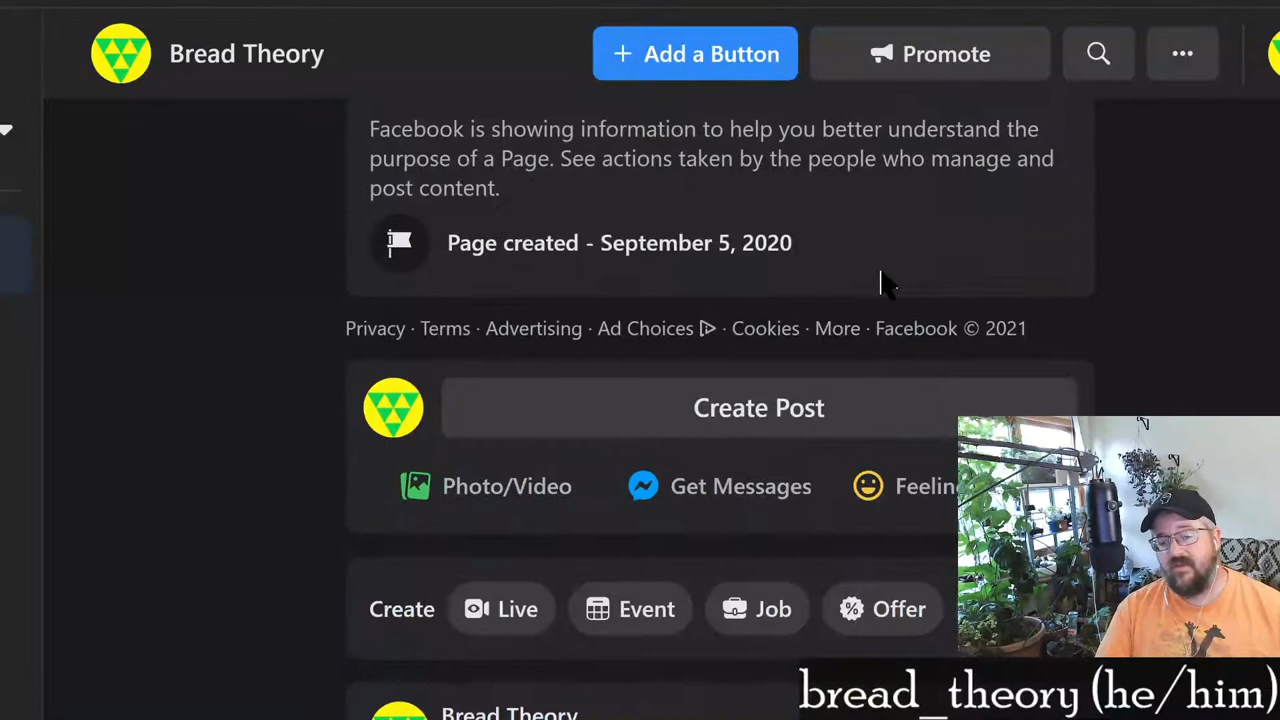 Bread Theory
+ Add a Button
Promote
Facebook is showing information to help you better understand the
purpose of a Page. See actions taken by the people who manage and
post content.
Page created - September 5, 2020
Privacy · Terms · Advertising · Ad Choices · Cookies · More · Facebook © 2021
Create Post
Photo/Video
Get Messages
Feelin
Create
Live
Event
Job
Offer
Bread Theory
bread_theory (he/him)